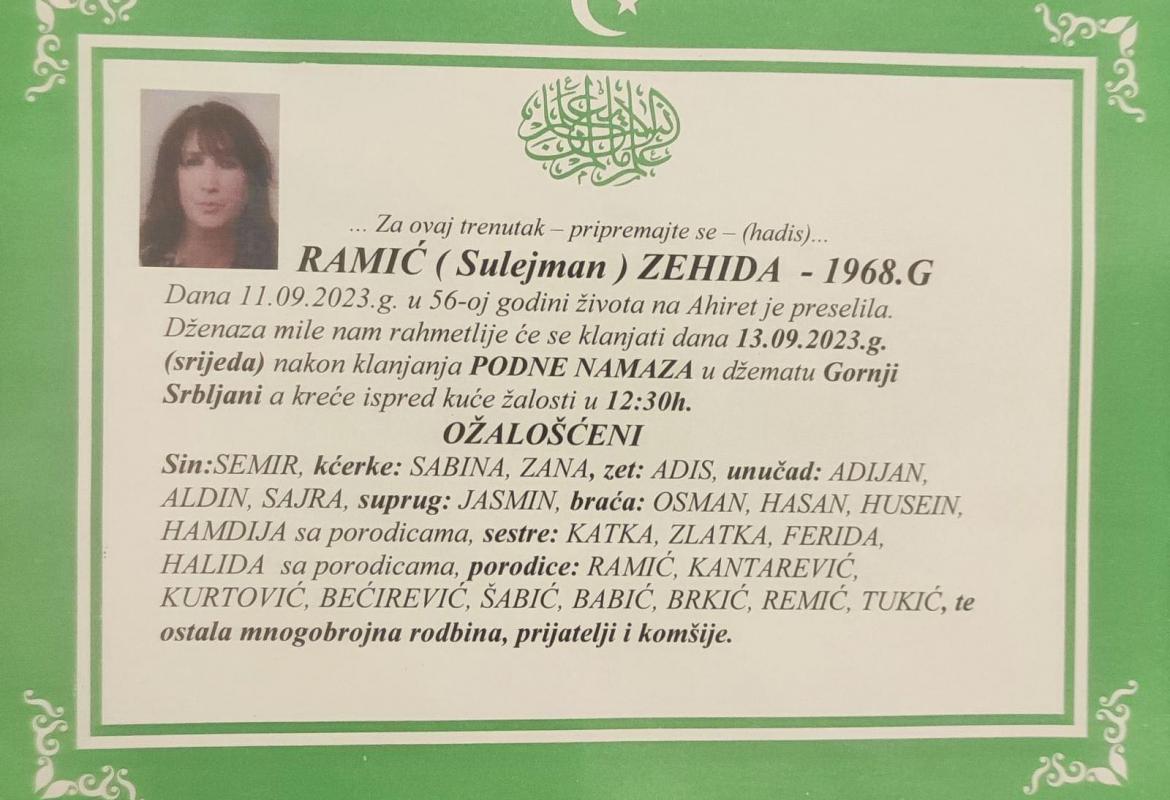 ... Za ovaj trenutak – pripremajte se – (hadis)...
RAMIĆ ( Sulejman ) ZEHIDA - 1968.G
Dana 11.09.2023.g. u 56-oj godini života na Ahiret je preselila.
Dženaza mile nam rahmetlije će se klanjati dana 13.09.2023.g.
(srijeda) nakon klanjanja PODNE NAMAZA u džematu Gornji
Srbljani a kreće ispred kuće žalosti u 12:30h.
OŽALOŠĆENI
Sin:SEMIR, kćerke: SABINA, ZANA, zet: ADIS, unučad: ADIJAN,
ALDIN, SAJRA, suprug: JASMIN, braća: OSMAN, HASAN, HUSEIN,
HAMDIJA sa porodicama, sestre: KATKA, ZLATKA, FERIDA,
HALIDA sa porodicama, porodice: RAMIĆ, KANTAREVIĆ,
KURTOVIĆ, BEĆIREVIĆ, ŠABIĆ, BABIĆ, BRKIĆ, REMIĆ, TUKIĆ, te
ostala mnogobrojna rodbina, prijatelji i komšije.